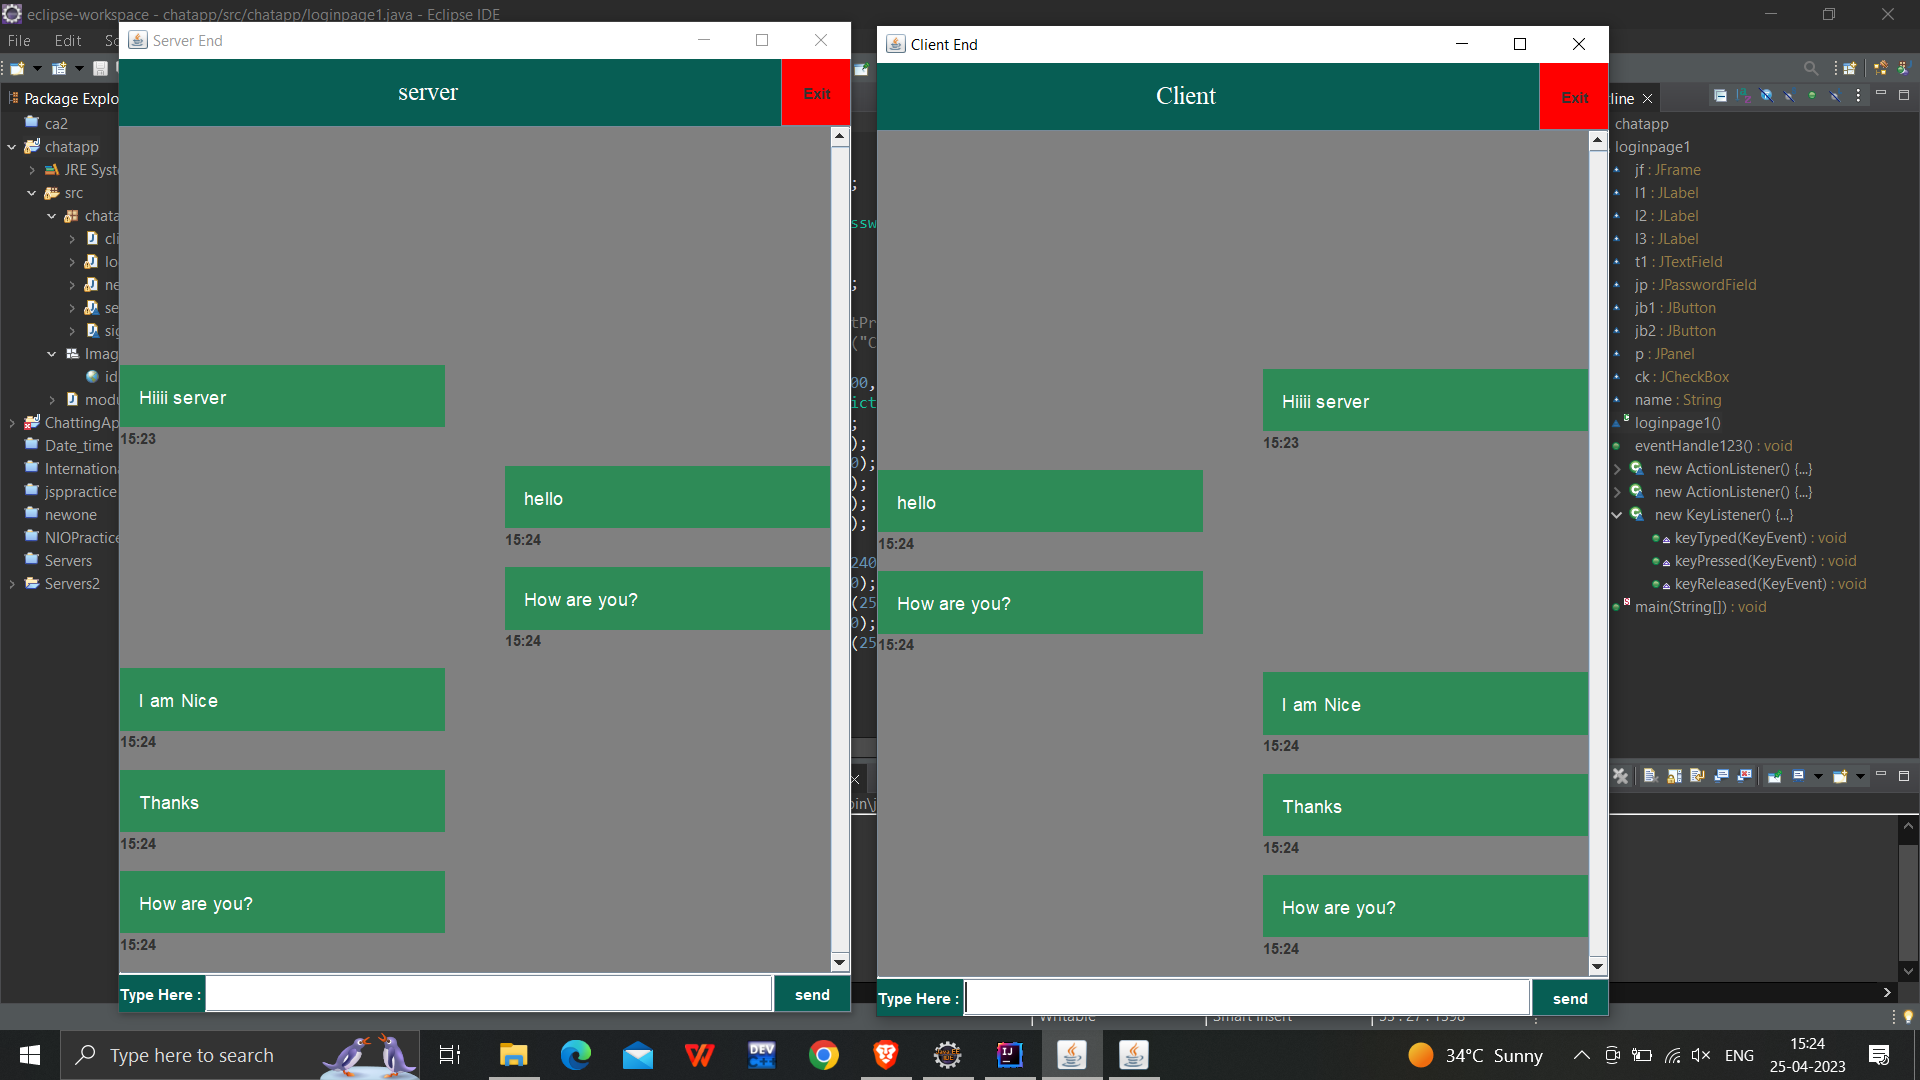 eclipse-workspace - chatapp/src/chatapp/loginpage1.java - Eclipse IDE
File Edit
Package Explo
ca2
chatapp
JRE Syst
src
chata
cli
lo
ne
se
sig
Imag
id
modu
ChattingAp
Date_time
Internationa
jsppractice
newone
NIOPractice
Servers
Servers2
Server End
server
Exit
Hiiii server
15:23
hello
15:24
How are you?
15:24
I am Nice
15:24
Thanks
15:24
How are you?
15:24
Type Here :
send
Client End
Client
Exit
Hiiii server
15:23
hello
15:24
How are you?
15:24
I am Nice
15:24
Thanks
15:24
How are you?
15:24
Type Here :
send
tline
chatapp
loginpage1
jf : JFrame
l1 : JLabel
l2 : JLabel
l3 : JLabel
t1 : JTextField
jp : JPasswordField
jb1 : JButton
jb2 : JButton
p : JPanel
ck : JCheckBox
name : String
loginpage1()
eventHandle123() : void
new ActionListener() {...}
new ActionListener() {...}
new KeyListener() {...}
keyTyped(KeyEvent) : void
keyPressed(KeyEvent) : void
keyReleased(KeyEvent) : void
main(String[]) : void
Writable Smart Insert
Type here to search
DEV
C++
34°C Sunny
ENG
15:24
25-04-2023